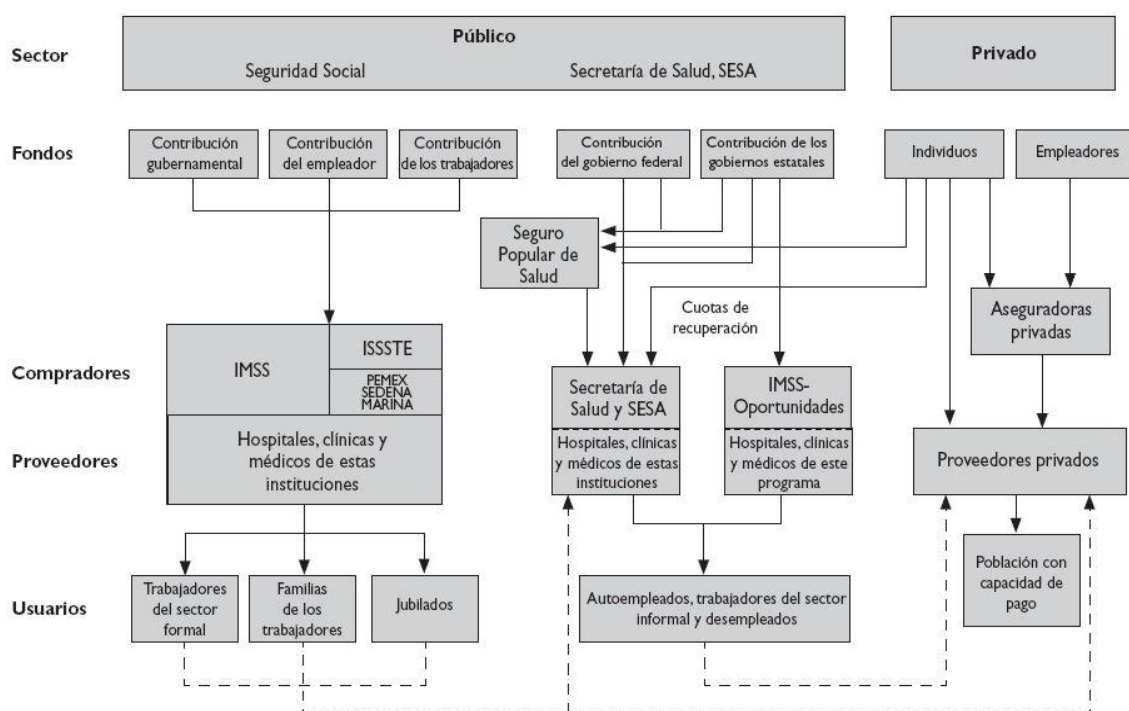 Sector
Público
Seguridad Social
Secretaría de Salud, SESA
Privado
Fondos
Contribución
gubernamental
Contribución
del empleador
Contribución
de los trabajadores
Contribución
del gobierno federal
Contribución de los
gobiernos estatales
Individuos
Empleadores
Seguro
Popular de
Salud
Cuotas de
recuperación
Aseguradoras
privadas
Compradores
IMSS
ISSSTE
PEMEX
SEDENA
MARINA
Secretaría de
Salud y SESA
IMSS-
Oportunidades
Proveedores
Hospitales, clínicas y
médicos de estas
instituciones
Hospitales, clínicas
y médicos de estas
instituciones
Hospitales, clínicas
y médicos de este
programa
Proveedores privados
Usuarios
Trabajadores
del sector
formal
Familias
de los
trabajadores
Jubilados
Autoempleados, trabajadores del sector
informal y desempleados
Población con
capacidad de
pago